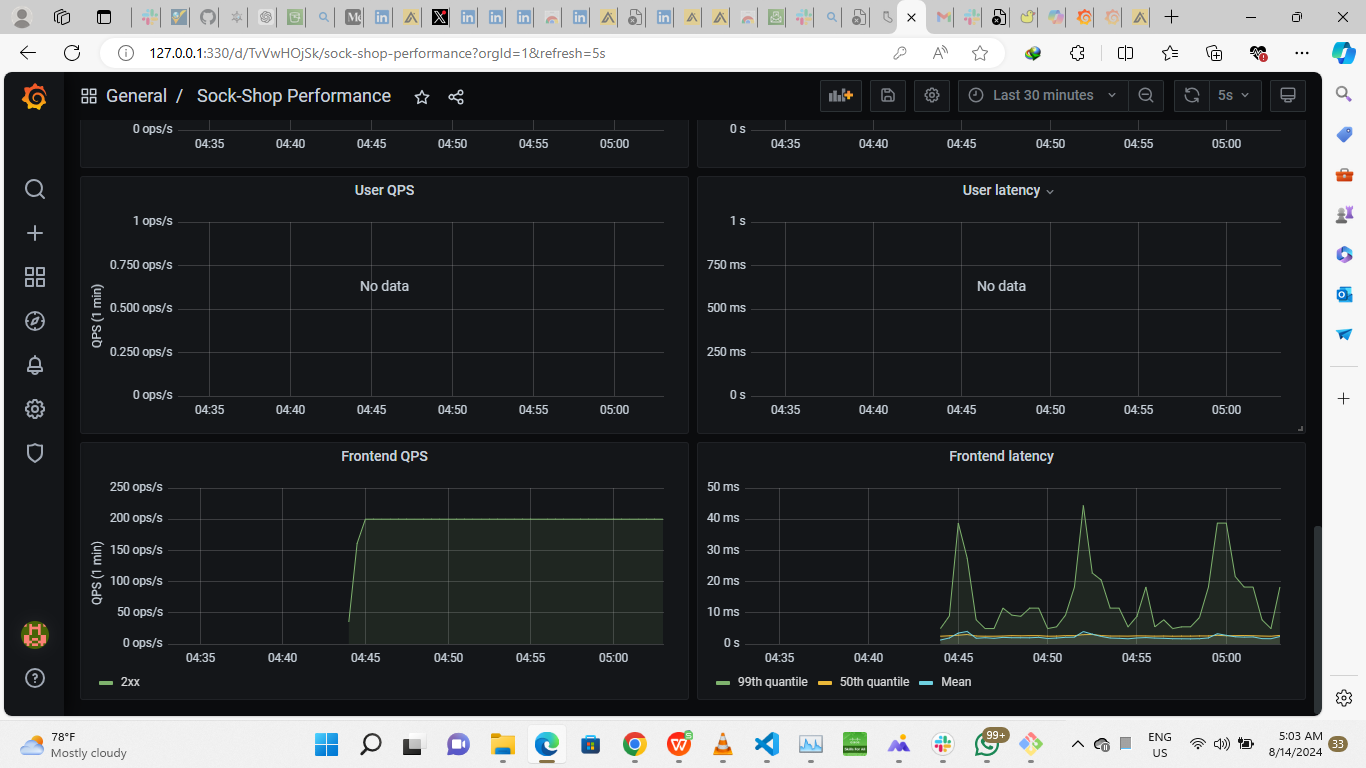 127.0.0.1:330/d/TvVwHOjSk/sock-shop-performance?orgId=1&refresh=5s
General / Sock-Shop Performance
Last 30 minutes
5s
0 ops/s
04:35 04:40 04:45 04:50 04:55 05:00
0 s
04:35 04:40 04:45 04:50 04:55 05:00
User QPS
QPS (1 min)
1 ops/s
0.750 ops/s
0.500 ops/s
0.250 ops/s
0 ops/s
No data
04:35 04:40 04:45 04:50 04:55 05:00
User latency
1 s
750 ms
500 ms
250 ms
0 s
No data
04:35 04:40 04:45 04:50 04:55 05:00
Frontend QPS
QPS (1 min)
250 ops/s
200 ops/s
150 ops/s
100 ops/s
50 ops/s
0 ops/s
04:35 04:40 04:45 04:50 04:55 05:00
2xx
Frontend latency
50 ms
40 ms
30 ms
20 ms
10 ms
0 s
04:35 04:40 04:45 04:50 04:55 05:00
99th quantile 50th quantile Mean
78°F
Mostly cloudy
99+
ENG
US
5:03 AM
8/14/2024
33